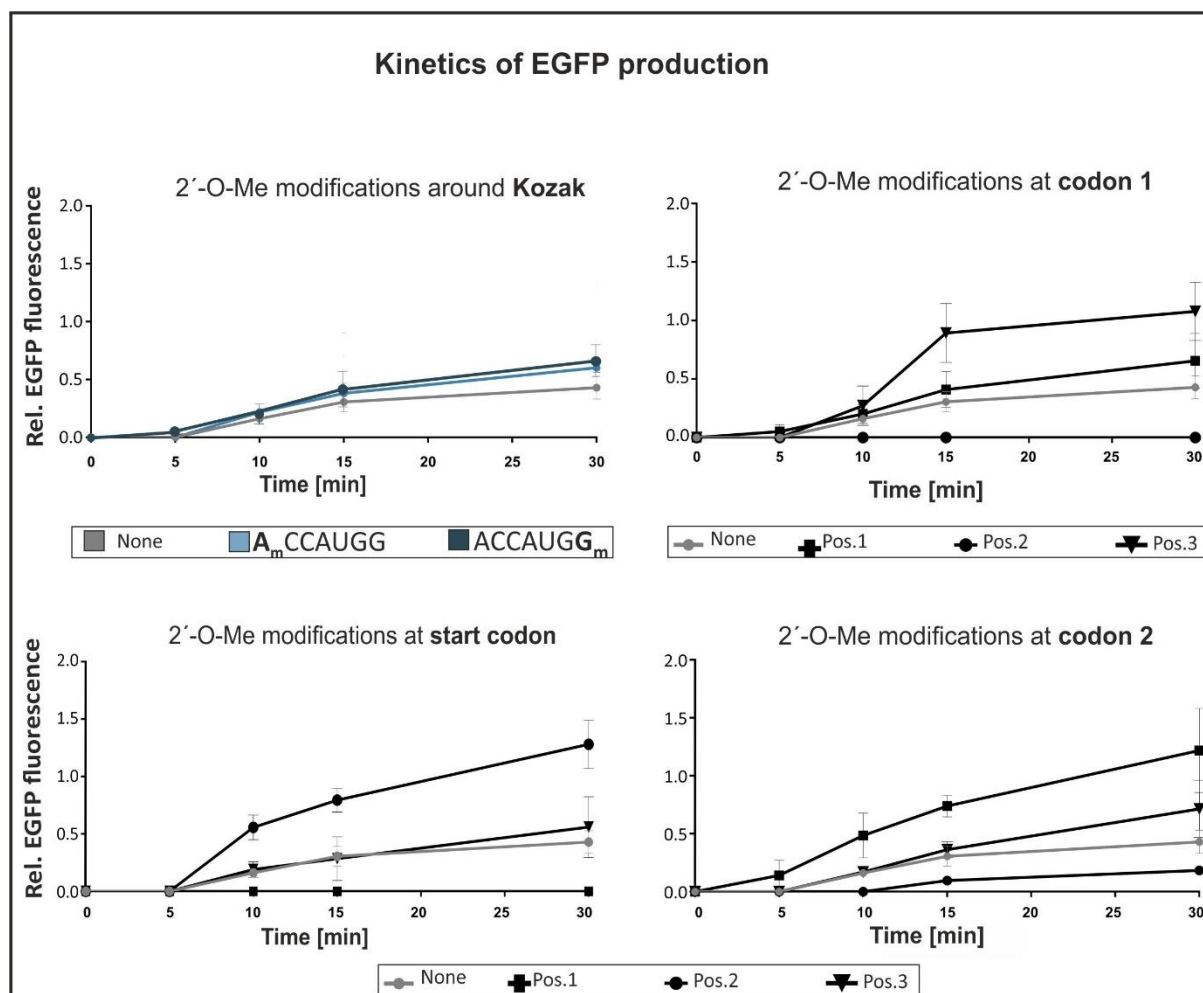 Kinetics of EGFP production
2´-O-Me modifications around Kozak
Rel. EGFP fluorescence
2.0
1.5
1.0
0.5
0.0
0 5 10 15 20 25 30
Time [min]
None AmCCAUGG ACCAUGGm
2´-O-Me modifications at codon 1
2.0
1.5
1.0
0.5
0.0
0 5 10 15 20 25 30
Time [min]
None Pos.1 Pos.2 Pos.3
2´-O-Me modifications at start codon
Rel. EGFP fluorescence
2.0
1.5
1.0
0.5
0.0
0 5 10 15 20 25 30
Time [min]
2´-O-Me modifications at codon 2
2.0
1.5
1.0
0.5
0.0
0 5 10 15 20 25 30
Time [min]
None Pos.1 Pos.2 Pos.3